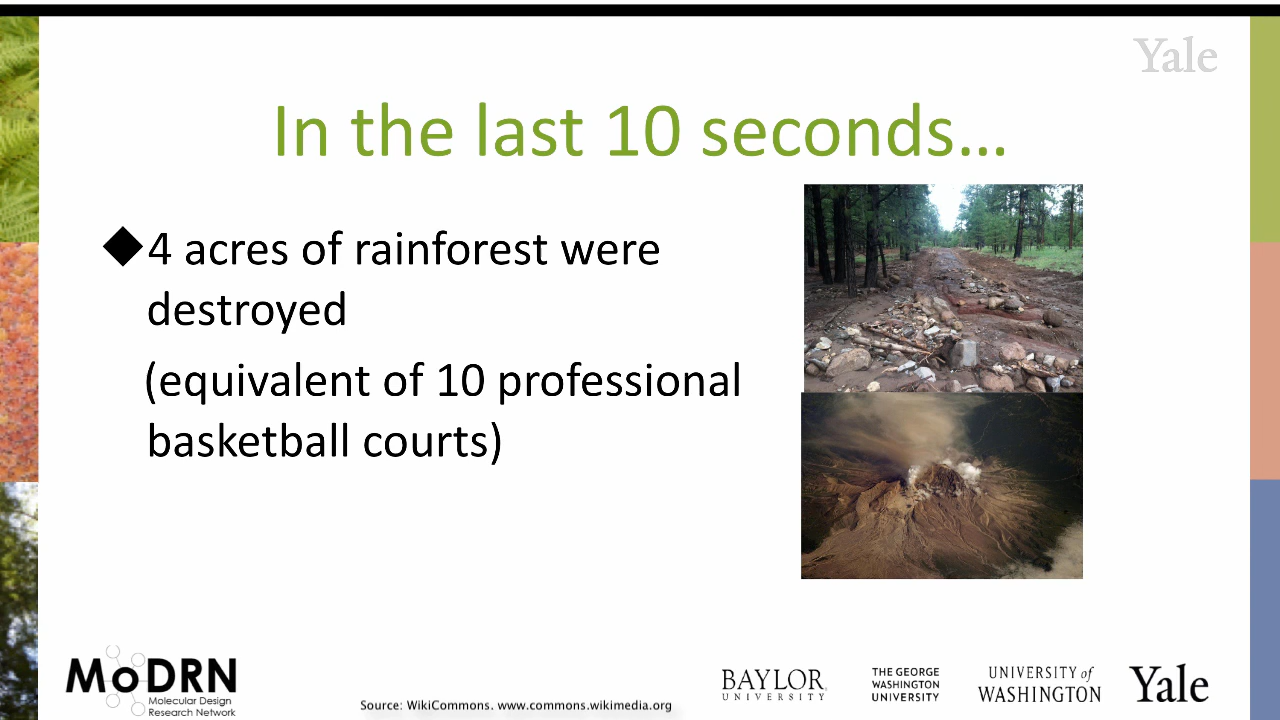 Yale
In the last 10 seconds…
4 acres of rainforest were
destroyed
(equivalent of 10 professional
basketball courts)
MoDRN
Molecular Design
Research Network
Source: WikiCommons. www.commons.wikimedia.org
BAYLOR
UNIVERSITY
THE GEORGE
WASHINGTON
UNIVERSITY
UNIVERSITY of
WASHINGTON
Yale